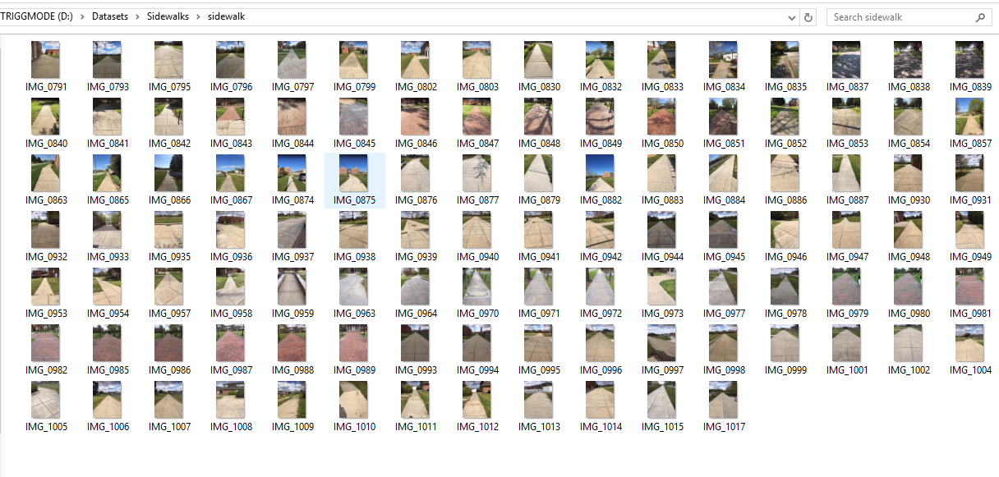 TRIGGMODE (D:) > Datasets > Sidewalks > sidewalk
Search sidewalk
IMG_0791 IMG_0793 IMG_0795 IMG_0796 IMG_0797 IMG_0799 IMG_0802 IMG_0803 IMG_0830 IMG_0832 IMG_0833 IMG_0834 IMG_0835 IMG_0837 IMG_0838 IMG_0839
IMG_0840 IMG_0841 IMG_0842 IMG_0843 IMG_0844 IMG_0845 IMG_0846 IMG_0847 IMG_0848 IMG_0849 IMG_0850 IMG_0851 IMG_0852 IMG_0853 IMG_0854 IMG_0857
IMG_0863 IMG_0865 IMG_0866 IMG_0867 IMG_0874 IMG_0875 IMG_0876 IMG_0877 IMG_0879 IMG_0882 IMG_0883 IMG_0884 IMG_0886 IMG_0887 IMG_0930 IMG_0931
IMG_0932 IMG_0933 IMG_0935 IMG_0936 IMG_0937 IMG_0938 IMG_0939 IMG_0940 IMG_0941 IMG_0942 IMG_0944 IMG_0945 IMG_0946 IMG_0947 IMG_0948 IMG_0949
IMG_0953 IMG_0954 IMG_0957 IMG_0958 IMG_0959 IMG_0963 IMG_0964 IMG_0970 IMG_0971 IMG_0972 IMG_0973 IMG_0977 IMG_0978 IMG_0979 IMG_0980 IMG_0981
IMG_0982 IMG_0985 IMG_0986 IMG_0987 IMG_0988 IMG_0989 IMG_0993 IMG_0994 IMG_0995 IMG_0996 IMG_0997 IMG_0998 IMG_0999 IMG_1001 IMG_1002 IMG_1004
IMG_1005 IMG_1006 IMG_1007 IMG_1008 IMG_1009 IMG_1010 IMG_1011 IMG_1012 IMG_1013 IMG_1014 IMG_1015 IMG_1017